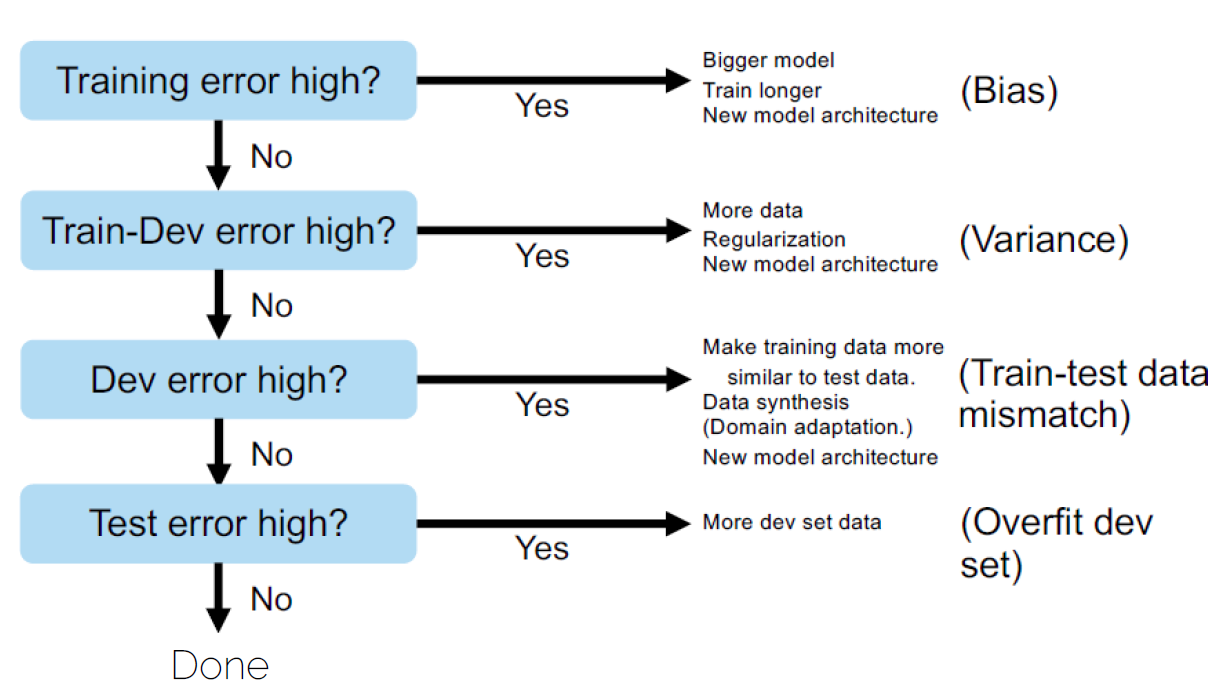 Training error high?
Yes
Bigger model
Train longer
New model architecture
(Bias)
No
Train-Dev error high?
Yes
More data
Regularization
New model architecture
(Variance)
No
Dev error high?
Yes
Make training data more
similar to test data.
Data synthesis
(Domain adaptation.)
New model architecture
(Train-test data
mismatch)
No
Test error high?
Yes
More dev set data
(Overfit dev
set)
No
Done